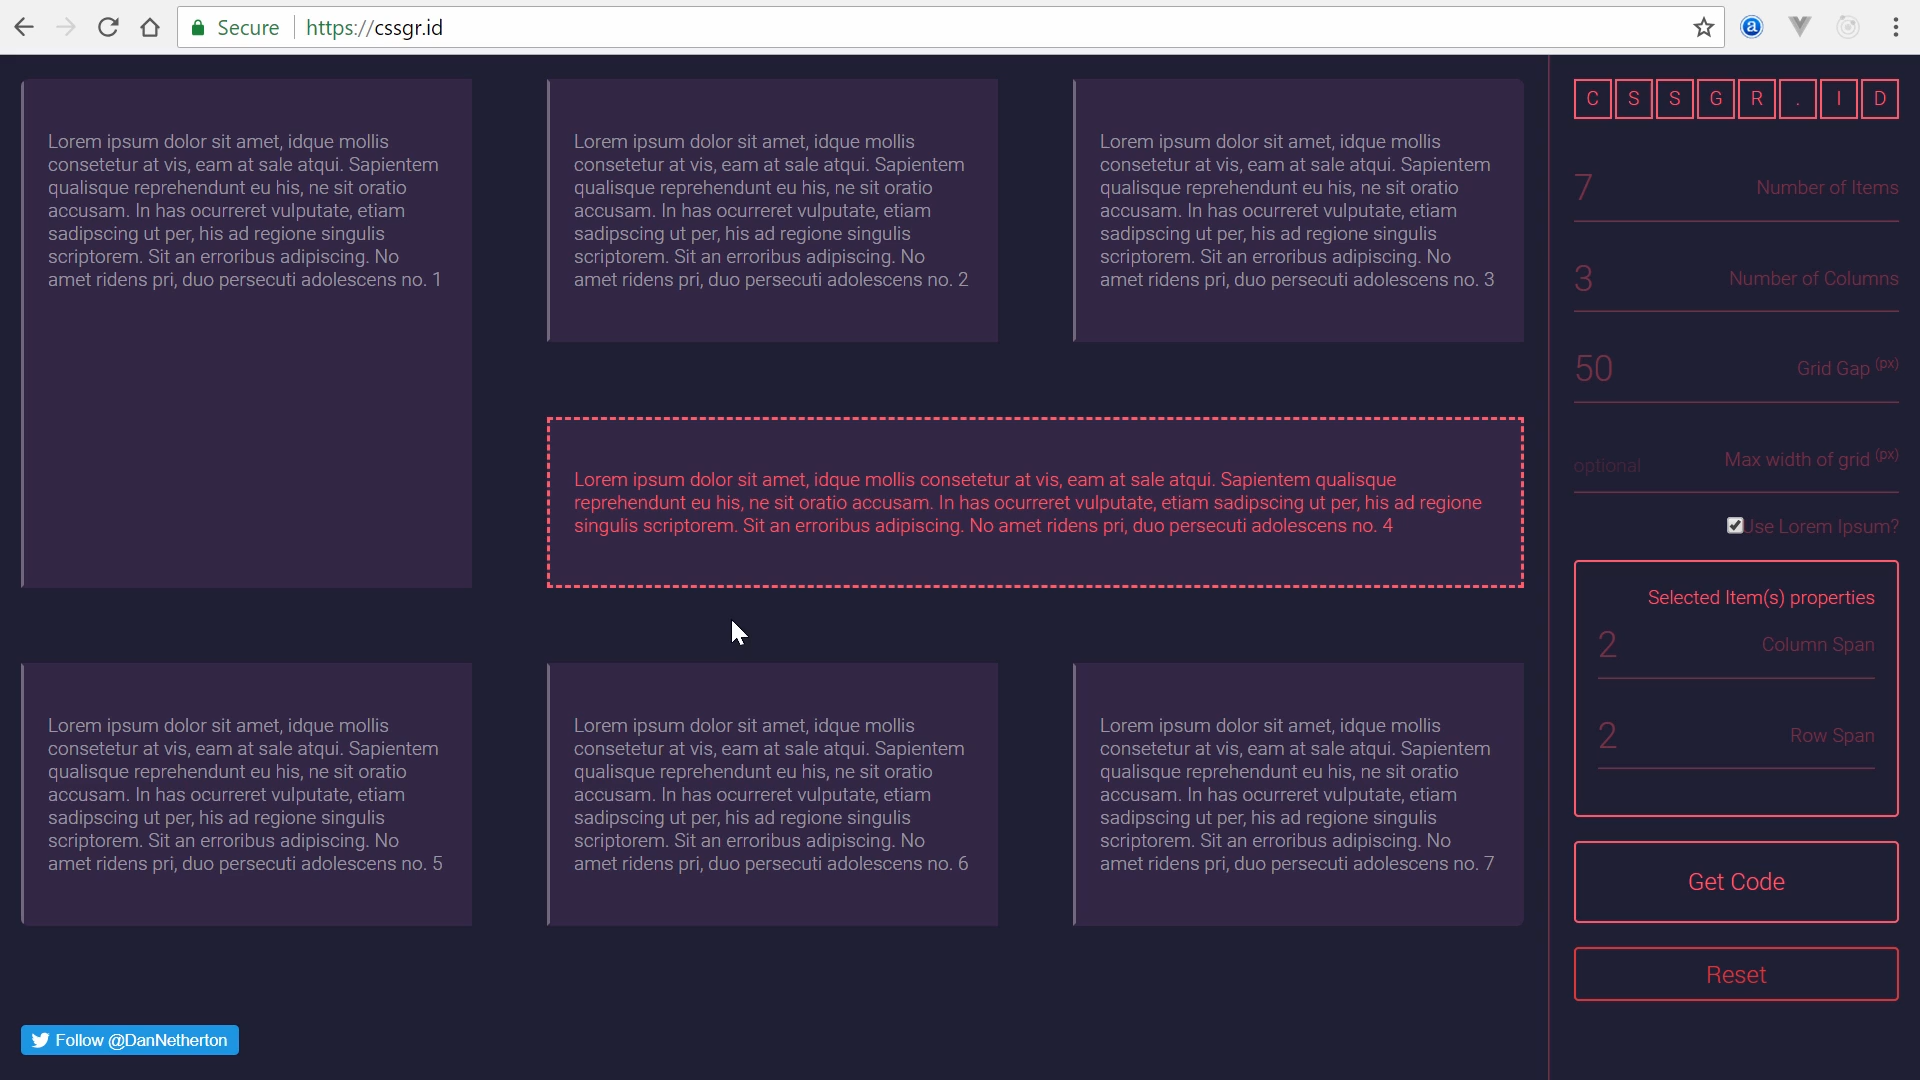 Secure https://cssgr.id
Lorem ipsum dolor sit amet, idque mollis
consetetur at vis, eam at sale atqui. Sapientem
qualisque reprehendunt eu his, ne sit oratio
accusam. In has ocurreret vulputate, etiam
sadipscing ut per, his ad regione singulis
scriptorem. Sit an erroribus adipiscing. No
amet ridens pri, duo persecuti adolescens no. 1
Lorem ipsum dolor sit amet, idque mollis
consetetur at vis, eam at sale atqui. Sapientem
qualisque reprehendunt eu his, ne sit oratio
accusam. In has ocurreret vulputate, etiam
sadipscing ut per, his ad regione singulis
scriptorem. Sit an erroribus adipiscing. No
amet ridens pri, duo persecuti adolescens no. 2
Lorem ipsum dolor sit amet, idque mollis
consetetur at vis, eam at sale atqui. Sapientem
qualisque reprehendunt eu his, ne sit oratio
accusam. In has ocurreret vulputate, etiam
sadipscing ut per, his ad regione singulis
scriptorem. Sit an erroribus adipiscing. No
amet ridens pri, duo persecuti adolescens no. 3
Lorem ipsum dolor sit amet, idque mollis consetetur at vis, eam at sale atqui. Sapientem qualisque
reprehendunt eu his, ne sit oratio accusam. In has ocurreret vulputate, etiam sadipscing ut per, his ad regione
singulis scriptorem. Sit an erroribus adipiscing. No amet ridens pri, duo persecuti adolescens no. 4
Lorem ipsum dolor sit amet, idque mollis
consetetur at vis, eam at sale atqui. Sapientem
qualisque reprehendunt eu his, ne sit oratio
accusam. In has ocurreret vulputate, etiam
sadipscing ut per, his ad regione singulis
scriptorem. Sit an erroribus adipiscing. No
amet ridens pri, duo persecuti adolescens no. 5
Lorem ipsum dolor sit amet, idque mollis
consetetur at vis, eam at sale atqui. Sapientem
qualisque reprehendunt eu his, ne sit oratio
accusam. In has ocurreret vulputate, etiam
sadipscing ut per, his ad regione singulis
scriptorem. Sit an erroribus adipiscing. No
amet ridens pri, duo persecuti adolescens no. 6
Lorem ipsum dolor sit amet, idque mollis
consetetur at vis, eam at sale atqui. Sapientem
qualisque reprehendunt eu his, ne sit oratio
accusam. In has ocurreret vulputate, etiam
sadipscing ut per, his ad regione singulis
scriptorem. Sit an erroribus adipiscing. No
amet ridens pri, duo persecuti adolescens no. 7
Follow @DanNetherton
C S S G R . I D
7 Number of Items
3 Number of Columns
50 Grid Gap (px)
optional Max width of grid (px)
Use Lorem Ipsum?
Selected Item(s) properties
2 Column Span
2 Row Span
Get Code
Reset